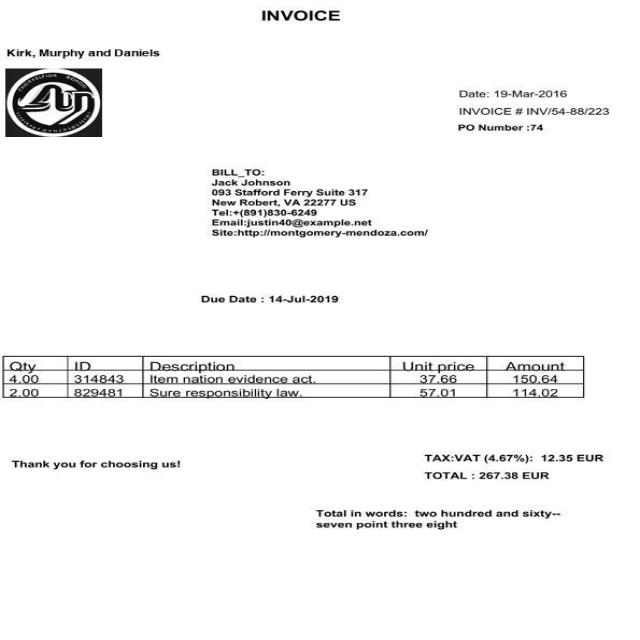 INVOICE
Kirk, Murphy and Daniels
Date: 19-Mar-2016
INVOICE # INV/54-88/223
PO Number :74
BILL_TO:
Jack Johnson
093 Stafford Ferry Suite 317
New Robert, VA 22277 US
Tel:+(891)830-6249
Email:justin40@example.net
Site:http://montgomery-mendoza.com/
Due Date : 14-Jul-2019
Qty ID Description Unit price Amount
4.00 314843 Item nation evidence act. 37.66 150.64
2.00 829481 Sure responsibility law. 57.01 114.02
TAX:VAT (4.67%): 12.35 EUR
Thank you for choosing us!
TOTAL : 267.38 EUR
Total in words: two hundred and sixty--
seven point three eight